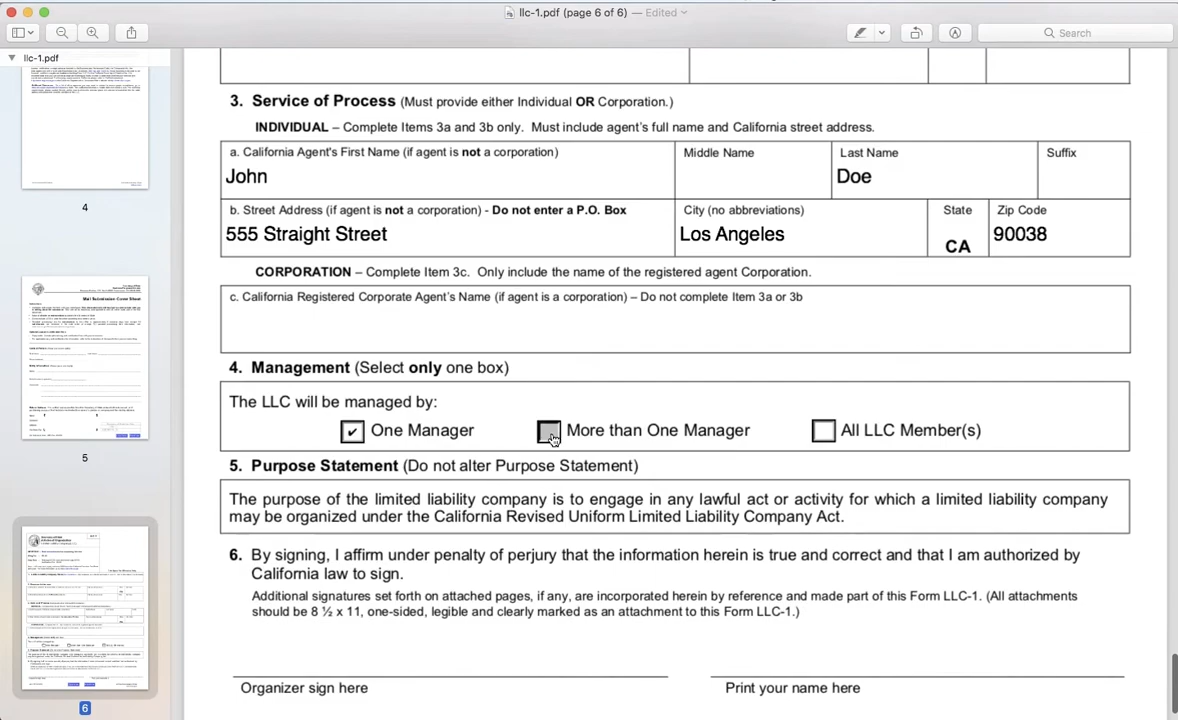 llc-1.pdf (page 6 of 6) — Edited
Search
llc-1.pdf
4
5
6
3. Service of Process (Must provide either Individual OR Corporation.)
INDIVIDUAL – Complete Items 3a and 3b only. Must include agent's full name and California street address.
a. California Agent's First Name (if agent is not a corporation) Middle Name Last Name Suffix
John Doe
b. Street Address (if agent is not a corporation) - Do not enter a P.O. Box City (no abbreviations) State Zip Code
555 Straight Street Los Angeles CA 90038
CORPORATION – Complete Item 3c. Only include the name of the registered agent Corporation.
c. California Registered Corporate Agent's Name (if agent is a corporation) – Do not complete Item 3a or 3b
4. Management (Select only one box)
The LLC will be managed by:
One Manager More than One Manager All LLC Member(s)
5. Purpose Statement (Do not alter Purpose Statement)
The purpose of the limited liability company is to engage in any lawful act or activity for which a limited liability company
may be organized under the California Revised Uniform Limited Liability Company Act.
6. By signing, I affirm under penalty of perjury that the information herein is true and correct and that I am authorized by
California law to sign.
Additional signatures set forth on attached pages, if any, are incorporated herein by reference and made part of this Form LLC-1. (All attachments
should be 8 ½ x 11, one-sided, legible and clearly marked as an attachment to this Form LLC-1.)
Organizer sign here Print your name here